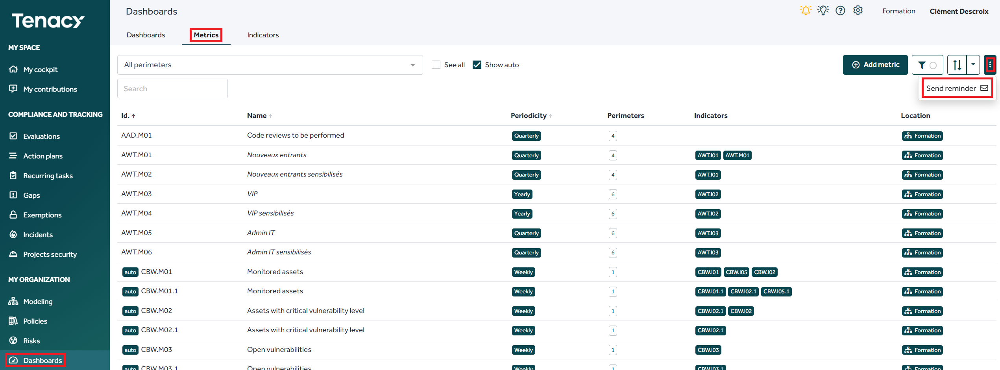 Tenacy
MY SPACE
My cockpit
My contributions
COMPLIANCE AND TRACKING
Evaluations
Action plans
Recurring tasks
Gaps
Exemptions
Incidents
Projects security
MY ORGANIZATION
Modeling
Policies
Risks
Dashboards
Dashboards
Formation Clément Descroix
Dashboards Metrics Indicators
All perimeters See all Show auto Add metric
Search
Send reminder
Id. Name Periodicity Perimeters Indicators Location
AAD.M01 Code reviews to be performed Quarterly 4 Formation
AWT.M01 Nouveaux entrants Quarterly 4 AWT.I01 AWT.M01 Formation
AWT.M02 Nouveaux entrants sensibilisés Quarterly 4 AWT.I01 Formation
AWT.M03 VIP Yearly 6 AWT.I02 Formation
AWT.M04 VIP sensibilisés Yearly 6 AWT.I02 Formation
AWT.M05 Admin IT Quarterly 6 AWT.I03 Formation
AWT.M06 Admin IT sensibilisés Quarterly 6 AWT.I03 Formation
auto CBW.M01 Monitored assets Weekly 1 CBW.I01 CBW.I05 CBW.I02 Formation
auto CBW.M01.1 Monitored assets Weekly 1 CBW.I01.1 CBW.I02.1 CBW.I05.1 Formation
auto CBW.M02 Assets with critical vulnerability level Weekly 1 CBW.I02.1 CBW.I02 Formation
auto CBW.M02.1 Assets with critical vulnerability level Weekly 1 CBW.I02.1 Formation
auto CBW.M03 Open vulnerabilities Weekly 1 CBW.I03 Formation
auto CBW.M03.1 Open vulnerabilities Weekly 1 CBW.I03.1 Formation